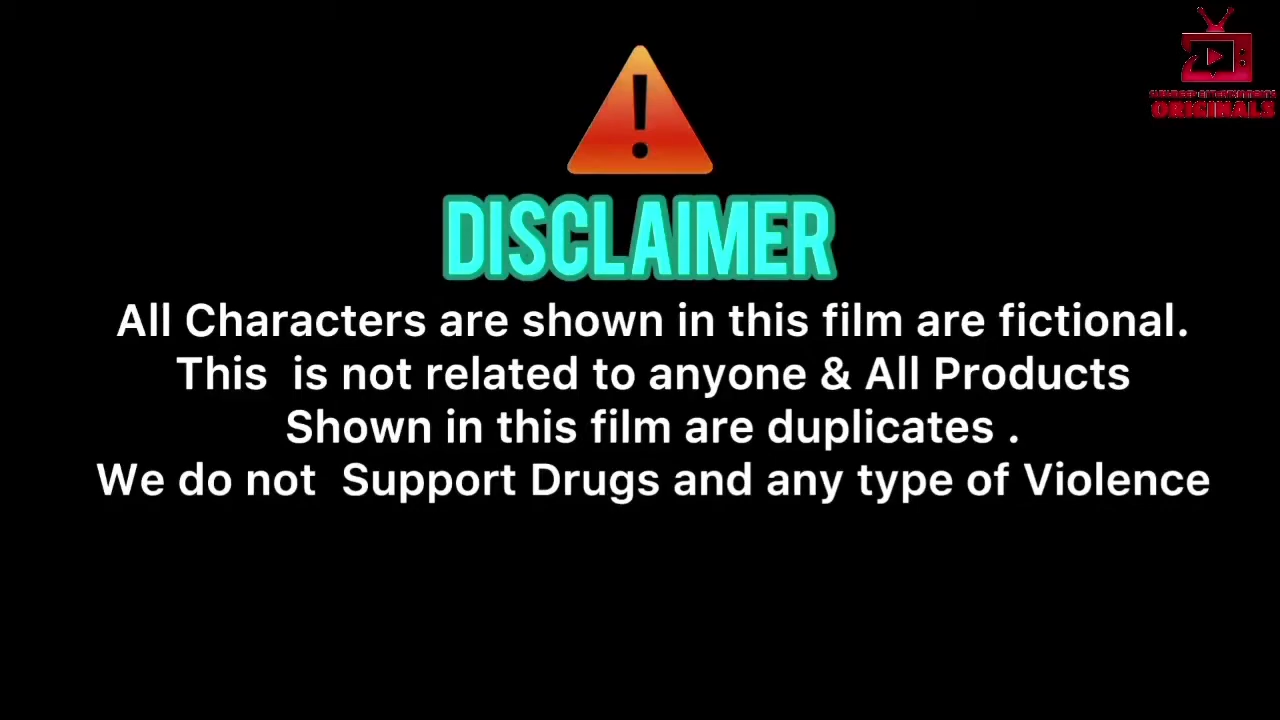 ORIGINALS
DISCLAIMER
All Characters are shown in this film are fictional.
This  is not related to anyone & All Products
Shown in this film are duplicates .
We do not  Support Drugs and any type of Violence